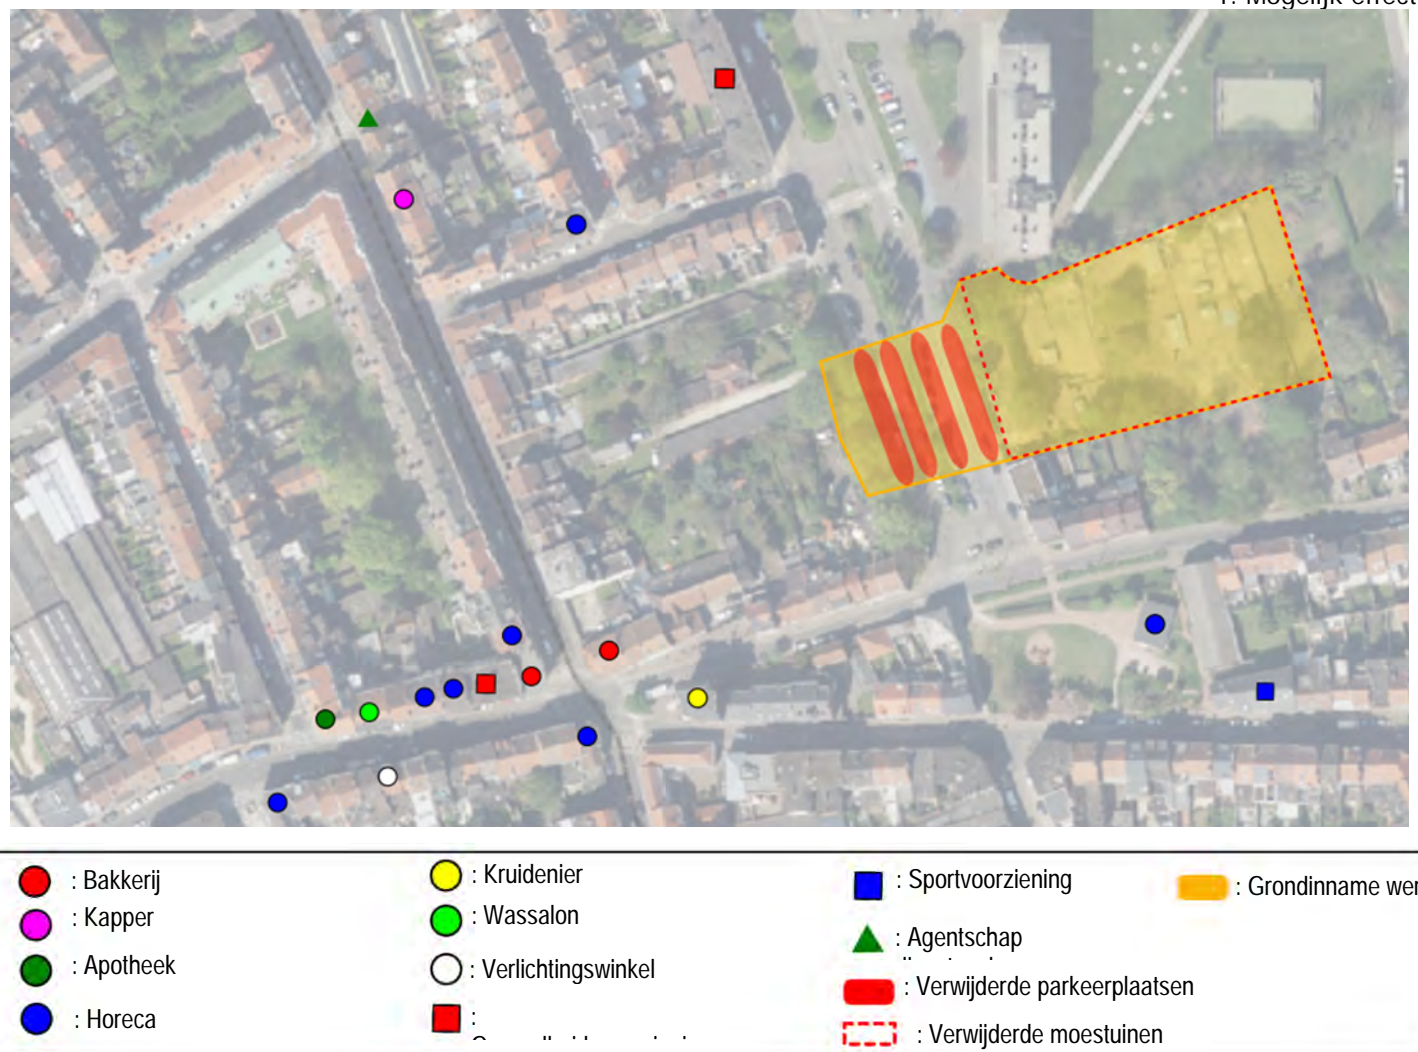 : Bakkerij
: Kapper
: Apotheek
: Horeca
: Kruidenier
: Wassalon
: Verlichtingswinkel
:
: Sportvoorziening
: Agentschap
: Verwijderde parkeerplaatsen
: Verwijderde moestuinen
: Grondinname wer